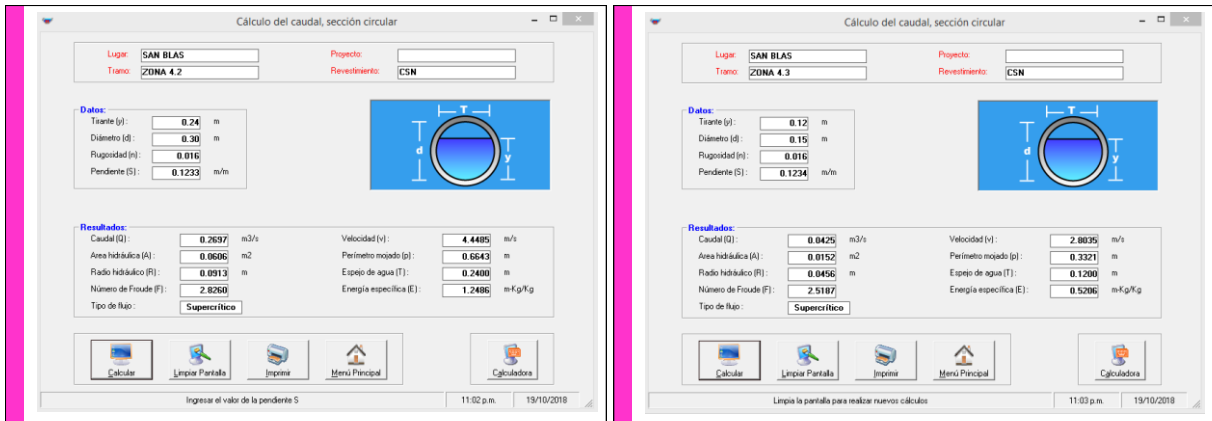 Cálculo del caudal, sección circular
Lugar: SAN BLAS Proyecto:
Tramo: ZONA 4.2 Revestimiento: CSN
Datos:
Tirante (y) : 0.24 m
Diámetro (d) : 0.30 m
Rugosidad (n) : 0.016
Pendiente (S) : 0.1233 m/m
T
d
y
Resultados:
Caudal (Q) : 0.2697 m3/s Velocidad (v) : 4.4485 m/s
Area hidráulica (A) : 0.0606 m2 Perímetro mojado (p) : 0.6643 m
Radio hidráulico (R) : 0.0913 m Espejo de agua (T) : 0.2400 m
Número de Froude (F) : 2.8260 Energía específica (E) : 1.2486 m-Kg/Kg
Tipo de flujo : Supercrítico
Calcular Limpiar Pantalla Imprimir Menú Principal Calculadora
Ingresar el valor de la pendiente S 11:02 p.m. 19/10/2018
Cálculo del caudal, sección circular
Lugar: SAN BLAS Proyecto:
Tramo: ZONA 4.3 Revestimiento: CSN
Datos:
Tirante (y) : 0.12 m
Diámetro (d) : 0.15 m
Rugosidad (n) : 0.016
Pendiente (S) : 0.1234 m/m
T
d
y
Resultados:
Caudal (Q) : 0.0425 m3/s Velocidad (v) : 2.8035 m/s
Area hidráulica (A) : 0.0152 m2 Perímetro mojado (p) : 0.3321 m
Radio hidráulico (R) : 0.0456 m Espejo de agua (T) : 0.1200 m
Número de Froude (F) : 2.5187 Energía específica (E) : 0.5206 m-Kg/Kg
Tipo de flujo : Supercrítico
Calcular Limpiar Pantalla Imprimir Menú Principal Calculadora
Limpia la pantalla para realizar nuevos cálculos 11:03 p.m. 19/10/2018